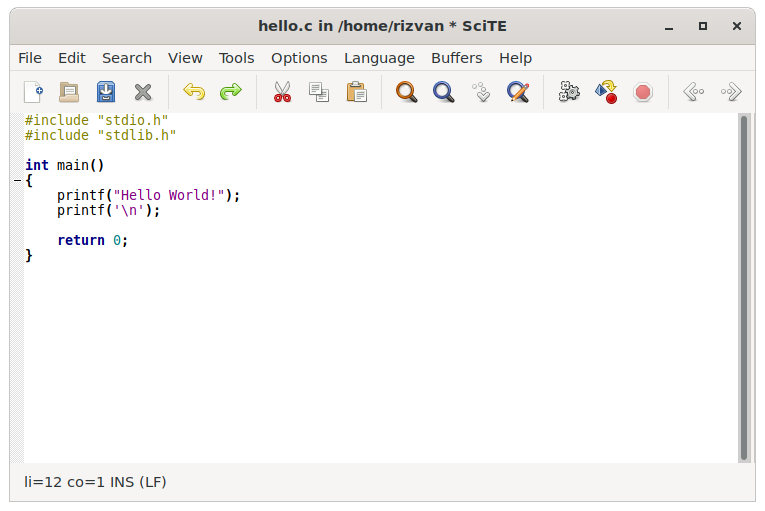 hello.c in /home/rizvan * SciTE
File Edit Search View Tools Options Language Buffers Help
#include "stdio.h"
#include "stdlib.h"
int main()
{
    printf("Hello World!");
    printf('\n');
    return 0;
}
li=12 co=1 INS (LF)